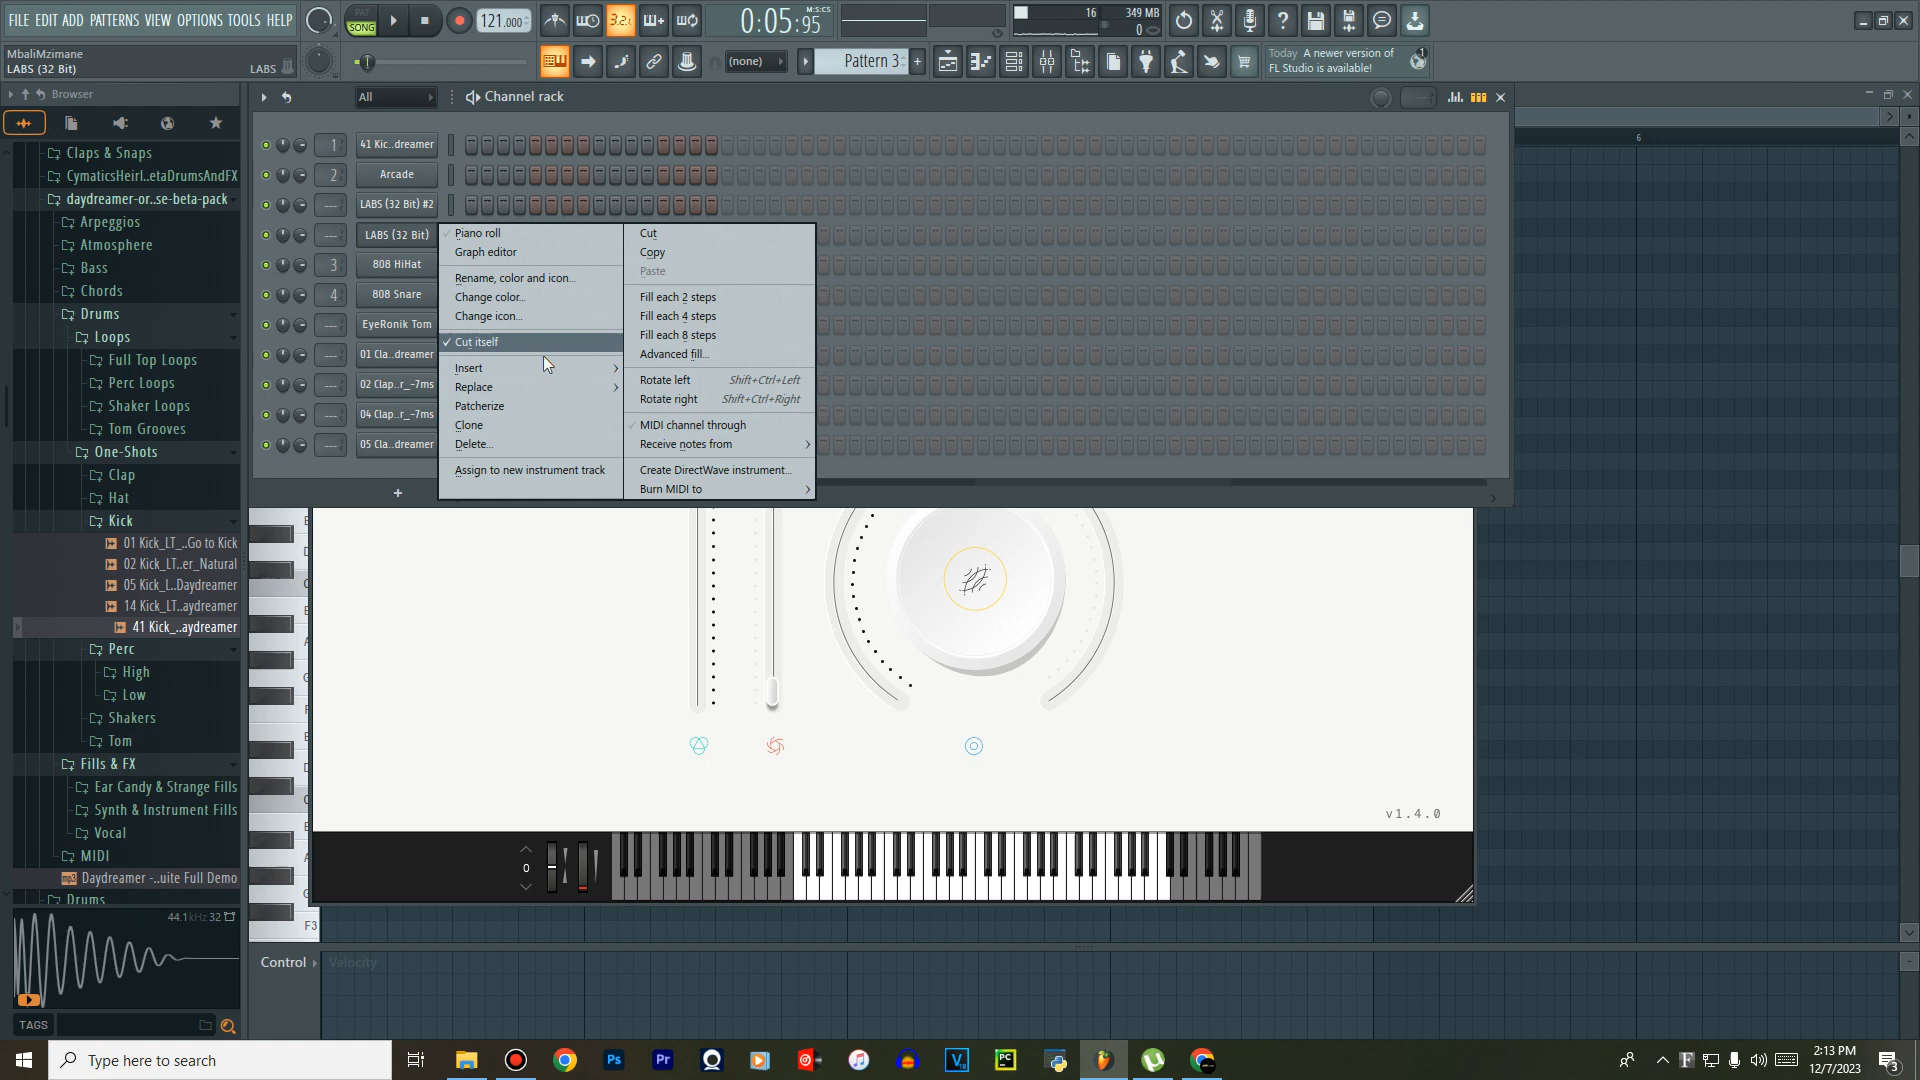 FILE EDIT ADD PATTERNS VIEW OPTIONS TOOLS HELP
PAT
SONG
121.000
3.2.
0:05:95
M:S:CS
16
349 MB
0
MbaliMzimane
LABS (32 Bit)
LABS
(none)
Pattern 3
Today A newer version of
FL Studio is available!
Browser
All
Channel rack
6
Claps & Snaps
CymaticsHeirl..etaDrumsAndFX
daydreamer-or..se-beta-pack
Arpeggios
Atmosphere
Bass
Chords
Drums
Loops
Full Top Loops
Perc Loops
Shaker Loops
Tom Grooves
One-Shots
Clap
Hat
Kick
01 Kick_LT_..Go to Kick
02 Kick_LT..er_Natural
05 Kick_L..Daydreamer
14 Kick_LT..aydreamer
41 Kick_..aydreamer
Perc
High
Low
Shakers
Tom
Fills & FX
Ear Candy & Strange Fills
Synth & Instrument Fills
Vocal
MIDI
Daydreamer -..uite Full Demo
Drums
44.1kHz 32
TAGS
1 41 Kic..dreamer
2 Arcade
--- LABS (32 Bit) #2
--- LABS (32 Bit)
3 808 HiHat
4 808 Snare
--- EyeRonik Tom
--- 01 Cla..dreamer
--- 02 Clap..r_-7ms
--- 04 Clap..r_-7ms
--- 05 Cla..dreamer
+
Piano roll
Graph editor
Rename, color and icon...
Change color...
Change icon...
Cut itself
Insert
Replace
Patcherize
Clone
Delete...
Assign to new instrument track
Cut
Copy
Paste
Fill each 2 steps
Fill each 4 steps
Fill each 8 steps
Advanced fill...
Rotate left Shift+Ctrl+Left
Rotate right Shift+Ctrl+Right
MIDI channel through
Receive notes from
Create DirectWave instrument...
Burn MIDI to
v1.4.0
0
F3
Control
Velocity
Type here to search
Ps
Pr
PC
2:13 PM
12/7/2023
3